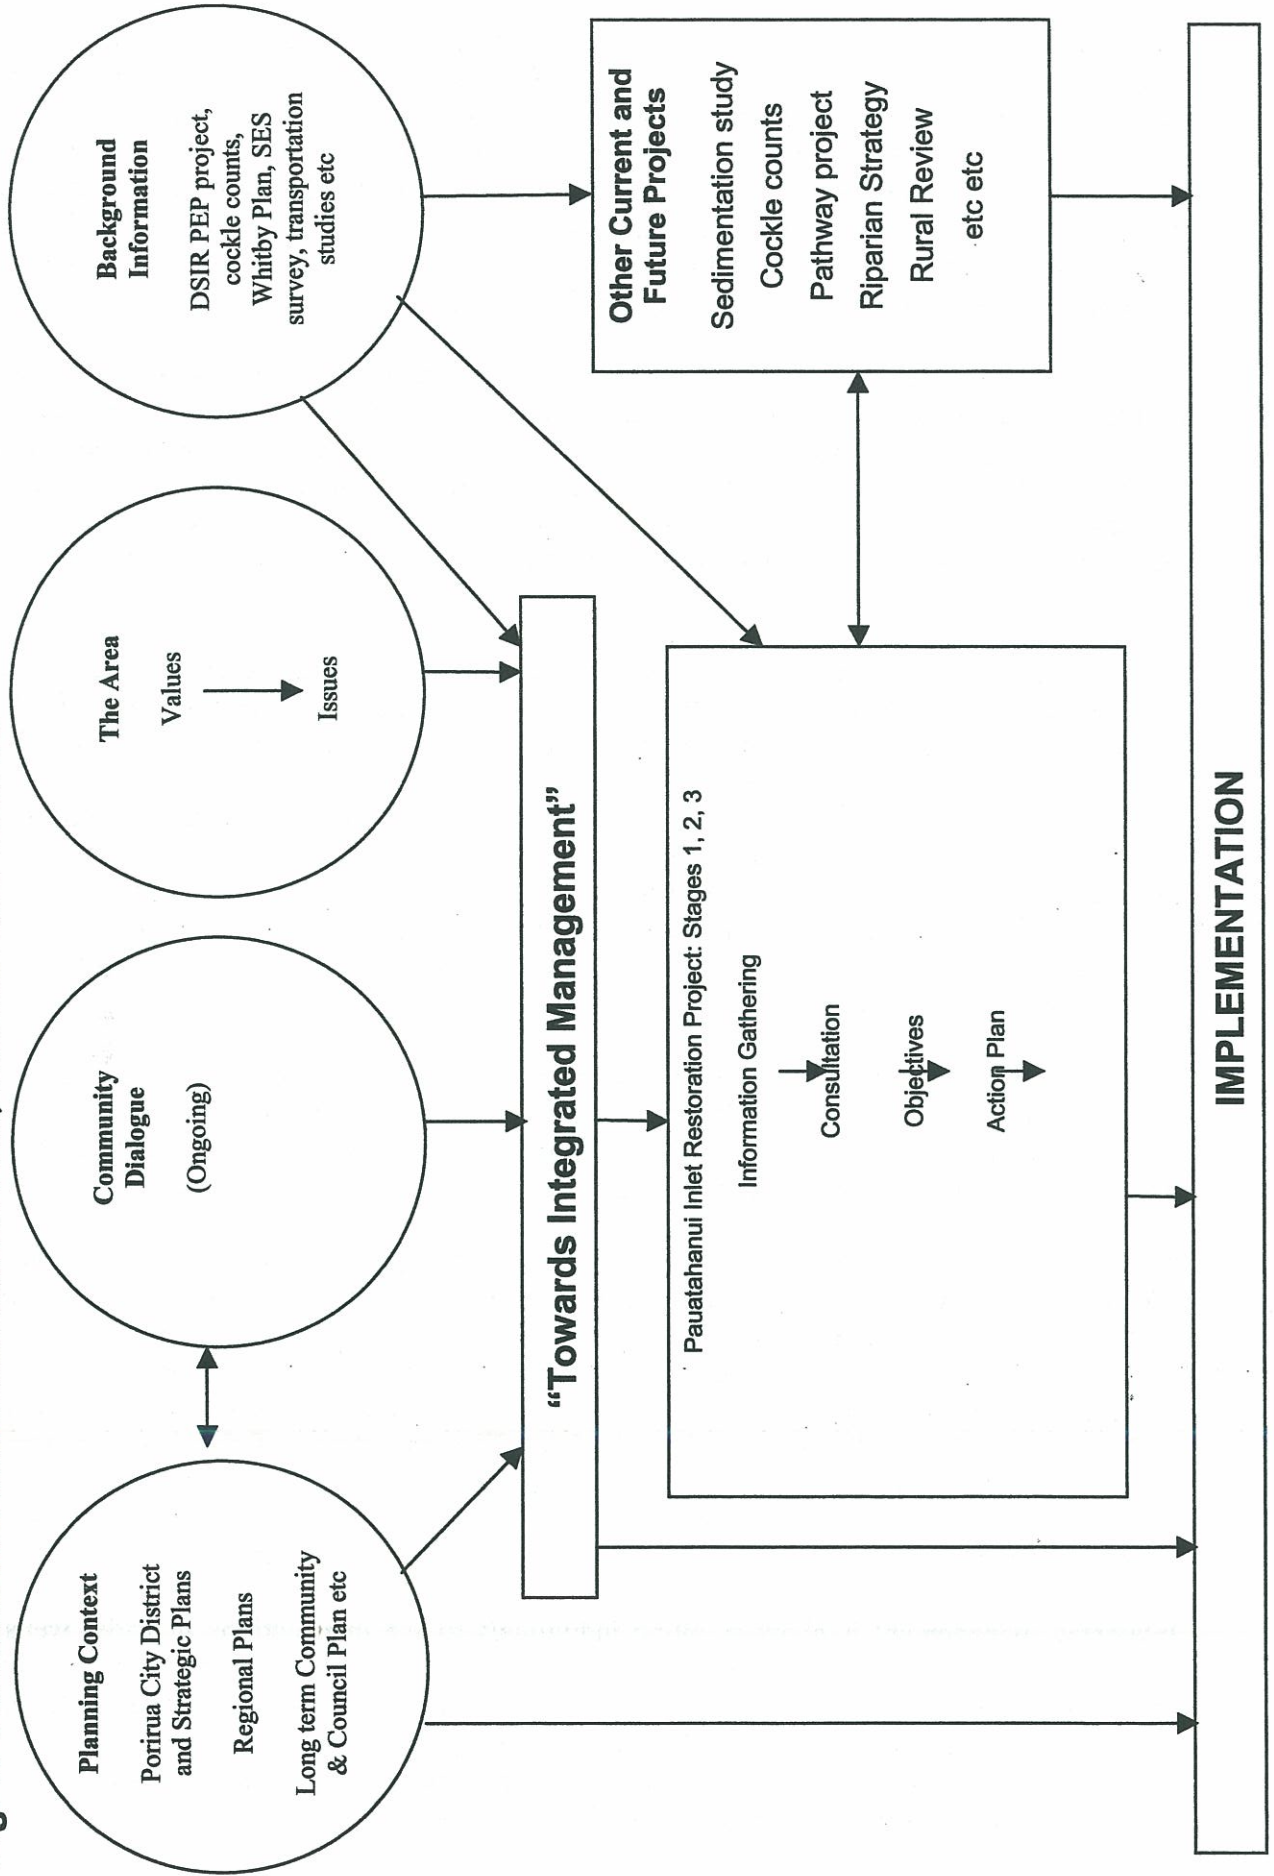 Planning Context
Porirua City District
and Strategic Plans
Regional Plans
Long term Community
& Council Plan etc
Community
Dialogue
(Ongoing)
The Area
Values
Issues
Background
Information
DSIR PEP project,
cockle counts,
Whitby Plan, SES
survey, transportation
studies etc
“Towards Integrated Management”
Pauatahanui Inlet Restoration Project: Stages 1, 2, 3
Information Gathering
Consultation
Objectives
Action Plan
Other Current and
Future Projects
Sedimentation study
Cockle counts
Pathway project
Riparian Strategy
Rural Review
etc etc
IMPLEMENTATION